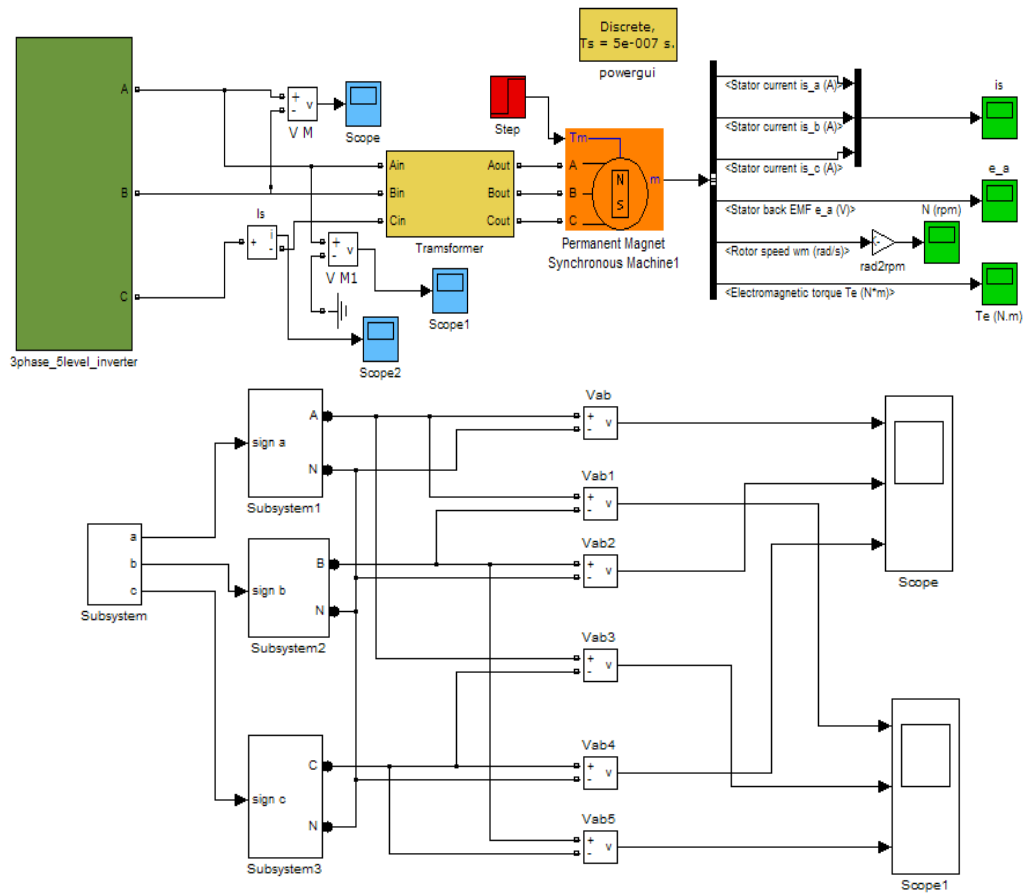 Discrete,
Ts = 5e-007 s.
powergui
A
B
C
3phase_5level_inverter
+
-
v
V M
Scope
Step
Is
+
i
-
Ain
Bin
Cin
Aout
Bout
Cout
Transformer
+
-
v
V M1
Scope1
Scope2
Tm
A
B
C
m
N
S
Permanent Magnet
Synchronous Machine1
<Stator current is_a (A)>
<Stator current is_b (A)>
<Stator current is_c (A)>
<Stator back EMF e_a (V)>
<Rotor speed wm (rad/s)>
<Electromagnetic torque Te (N*m)>
is
e_a
N (rpm)
rad2rpm
Te (N.m)
a
b
c
Subsystem
sign a
A
N
Subsystem1
sign b
B
N
Subsystem2
sign c
C
N
Subsystem3
Vab
+
-
v
Vab1
+
-
v
Vab2
+
-
v
Vab3
+
-
v
Vab4
+
-
v
Vab5
+
-
v
Scope
Scope1